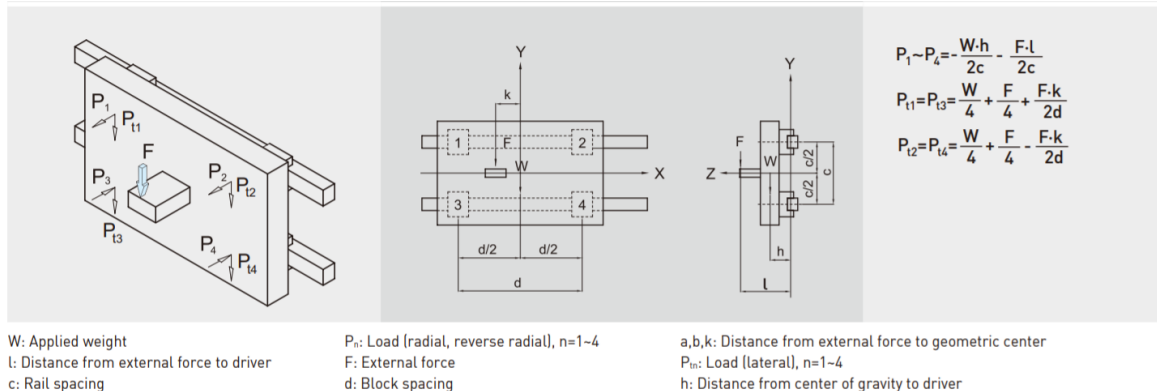 P₁
Pₜ₁
F
P₃
Pₜ₃
P₂
Pₜ₂
P₄
Pₜ₄
Y
k
1
F
2
W
X
3
4
d/2
d/2
d
Y
F
W
Z
c/2
c/2
c
h
l
P₁~P₄=-W·h/2c - F·l/2c
Pₜ₁=Pₜ₃=W/4+F/4+F·k/2d
Pₜ₂=Pₜ₄=W/4+F/4-F·k/2d
W: Applied weight
l: Distance from external force to driver
c: Rail spacing
Pₙ: Load (radial, reverse radial), n=1~4
F: External force
d: Block spacing
a,b,k: Distance from external force to geometric center
Pₜₙ: Load (lateral), n=1~4
h: Distance from center of gravity to driver